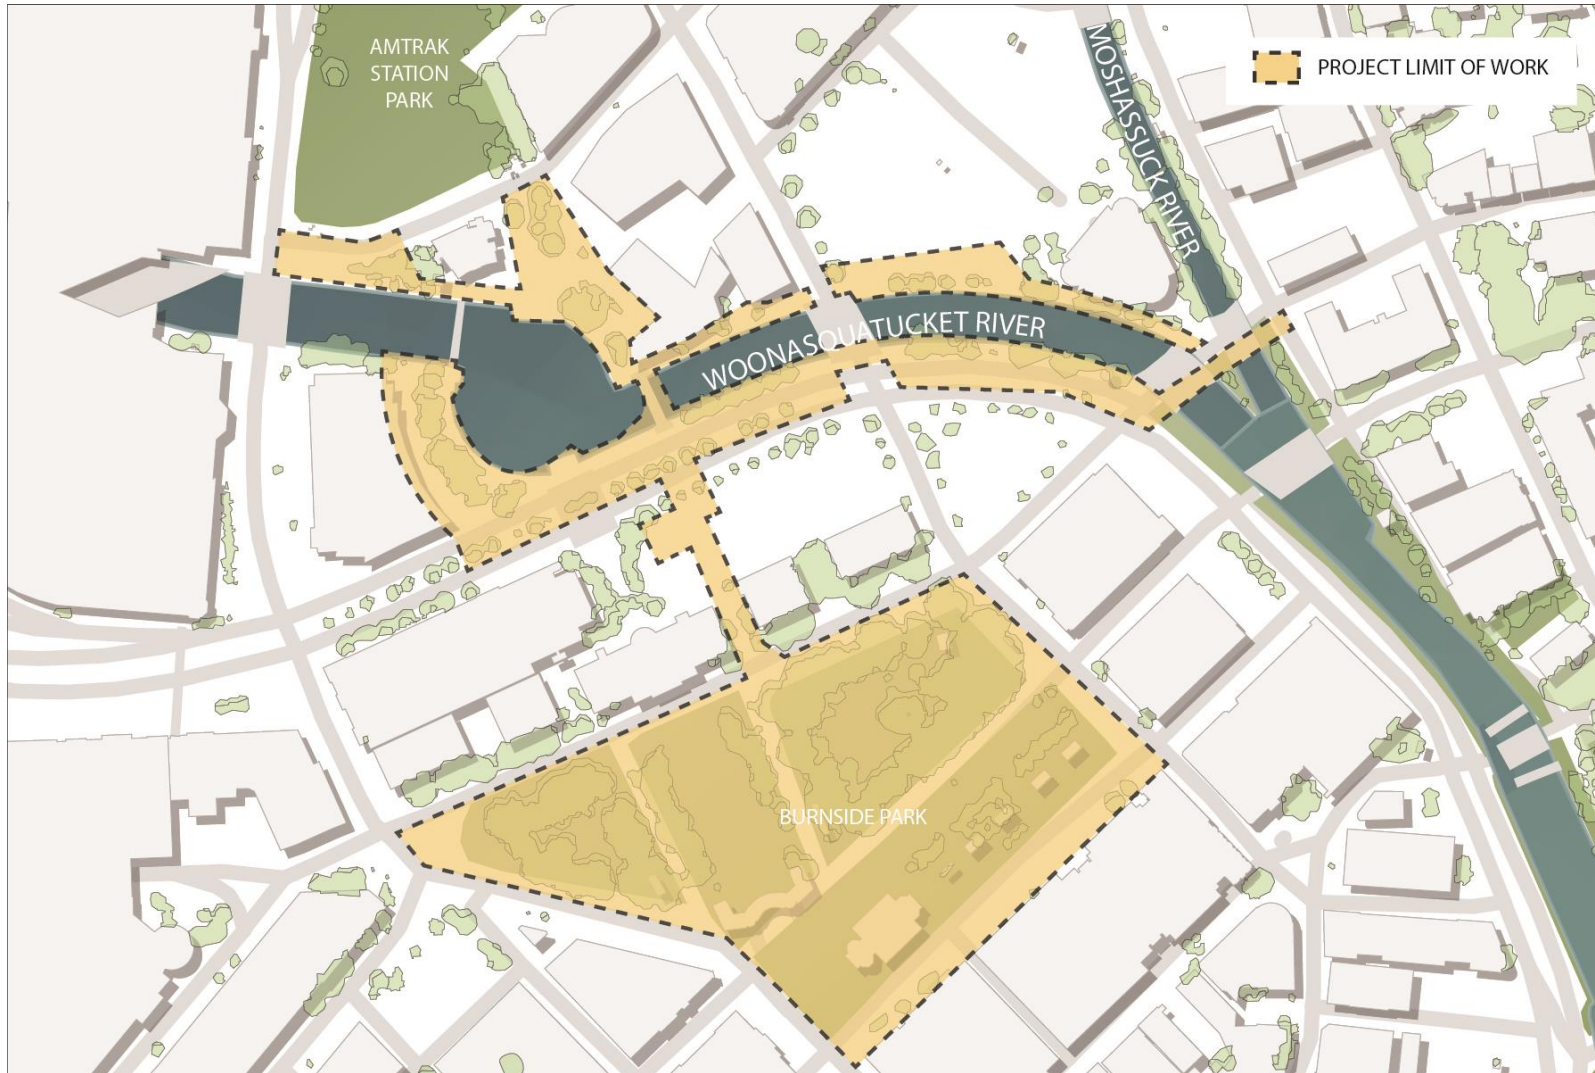 AMTRAK
STATION
PARK
MOSHASSUCK RIVER
PROJECT LIMIT OF WORK
WOONASQUATUCKET RIVER
BURNSIDE PARK